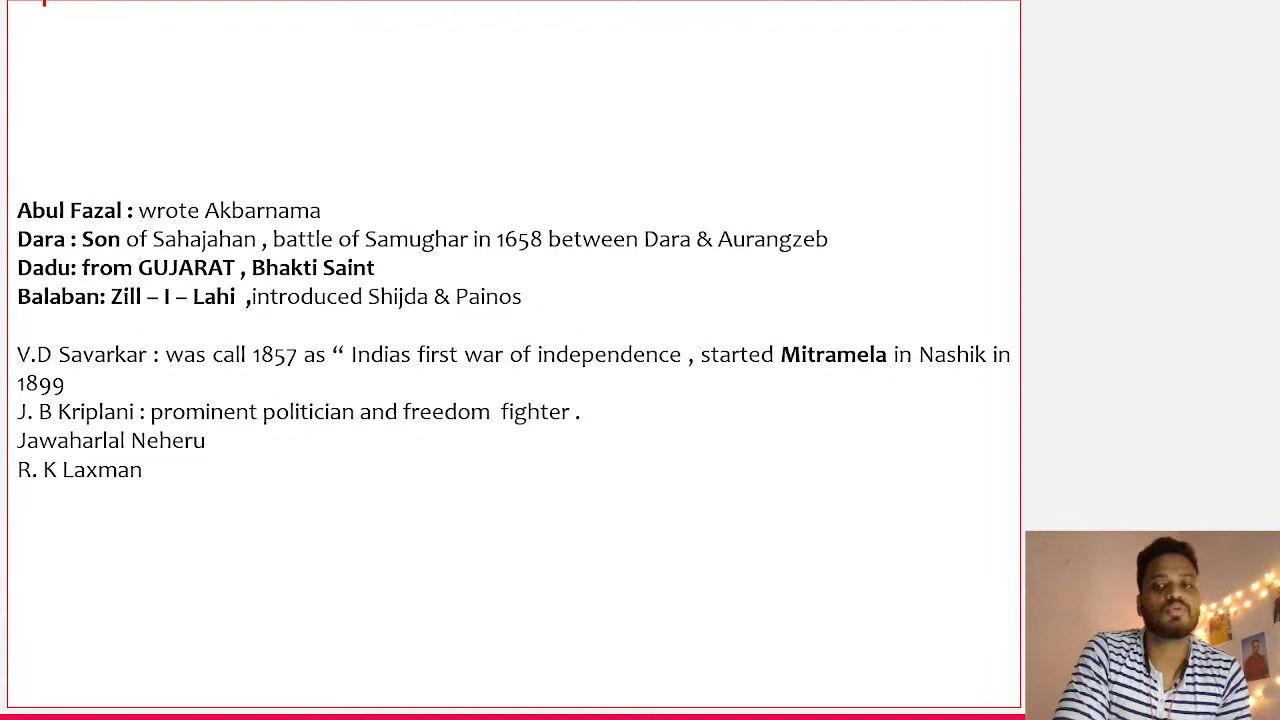 Abul Fazal : wrote Akbarnama
Dara : Son of Sahajahan , battle of Samughar in 1658 between Dara & Aurangzeb
Dadu: from GUJARAT , Bhakti Saint
Balaban: Zill – I – Lahi ,introduced Shijda & Painos
V.D Savarkar : was call 1857 as “ Indias first war of independence , started Mitramela in Nashik in
1899
J. B Kriplani : prominent politician and freedom fighter .
Jawaharlal Neheru
R. K Laxman